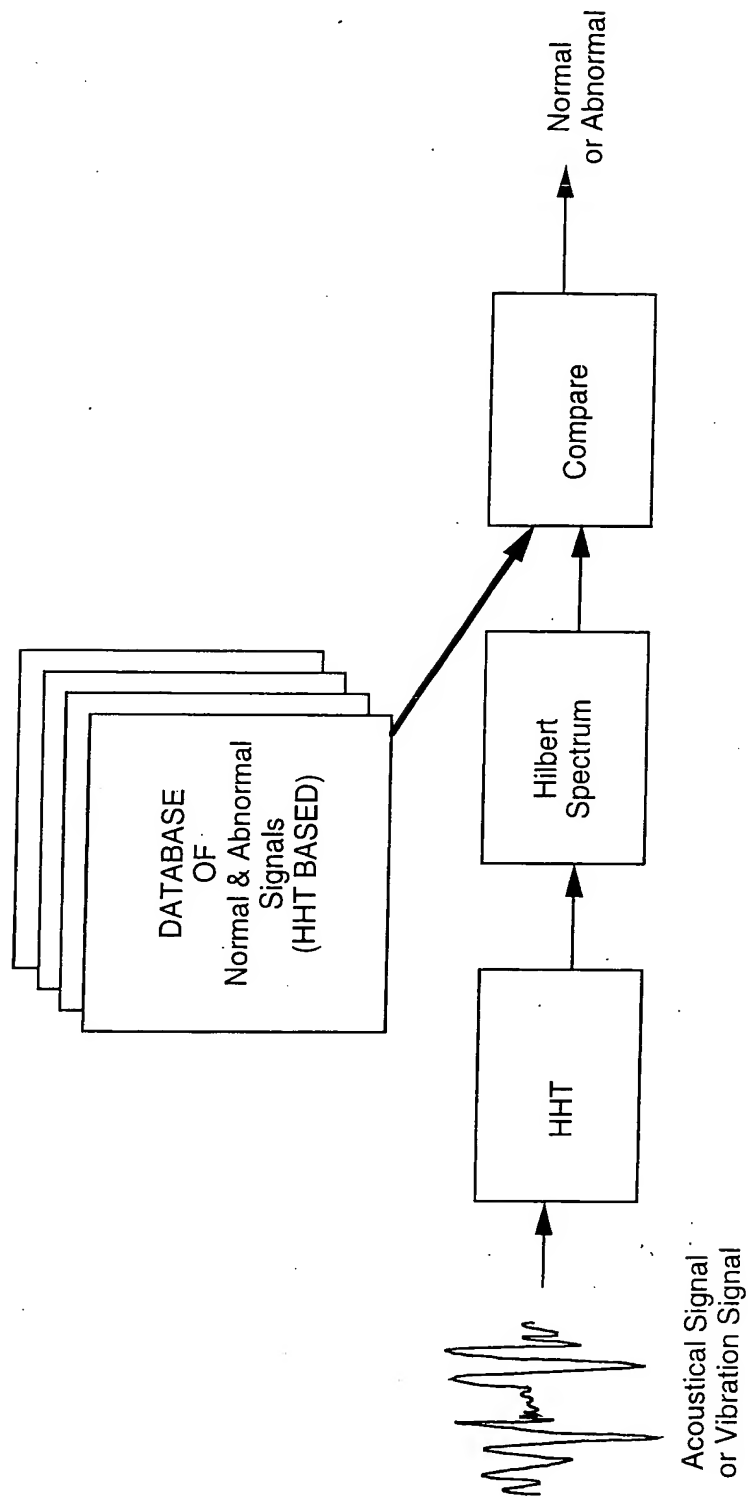 DATABASE
OF
Normal & Abnormal
Signals
(HHT BASED)
Acoustical Signal
or Vibration Signal
HHT
Hilbert
Spectrum
Compare
Normal
or Abnormal